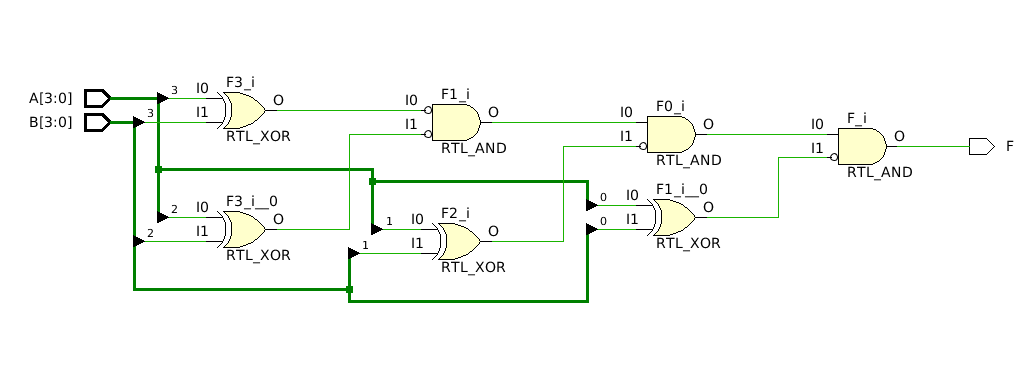 F3_i
A[3:0]
3
I0
O
B[3:0]
3
I1
RTL_XOR
F1_i
I0
O
I1
RTL_AND
F0_i
I0
O
I1
RTL_AND
F_i
I0
O
I1
RTL_AND
F
F3_i__0
2
I0
O
2
I1
RTL_XOR
F2_i
1
I0
O
1
I1
RTL_XOR
F1_i__0
0
I0
O
0
I1
RTL_XOR